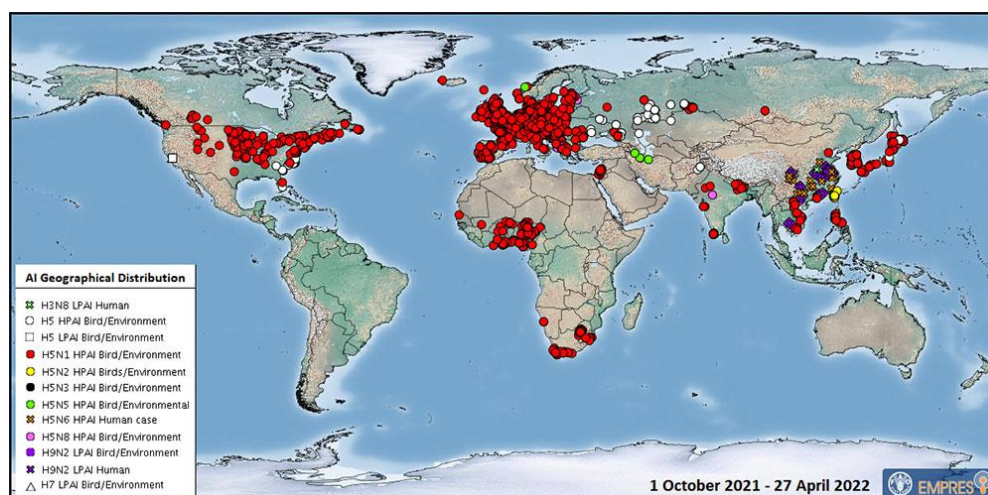 AI Geographical Distribution
H3N8 LPAI Human
H5 HPAI Bird/Environment
H5 LPAI Bird/Environment
H5N1 HPAI Bird/Environment
H5N2 HPAI Birds/Environment
H5N3 HPAI Bird/Environment
H5N5 HPAI Bird/Environmental
H5N6 HPAI Human case
H5N8 HPAI Bird/Environment
H9N2 LPAI Bird/Environment
H9N2 LPAI Human
H7 LPAI Bird/Environment
1 October 2021 - 27 April 2022
EMPRES